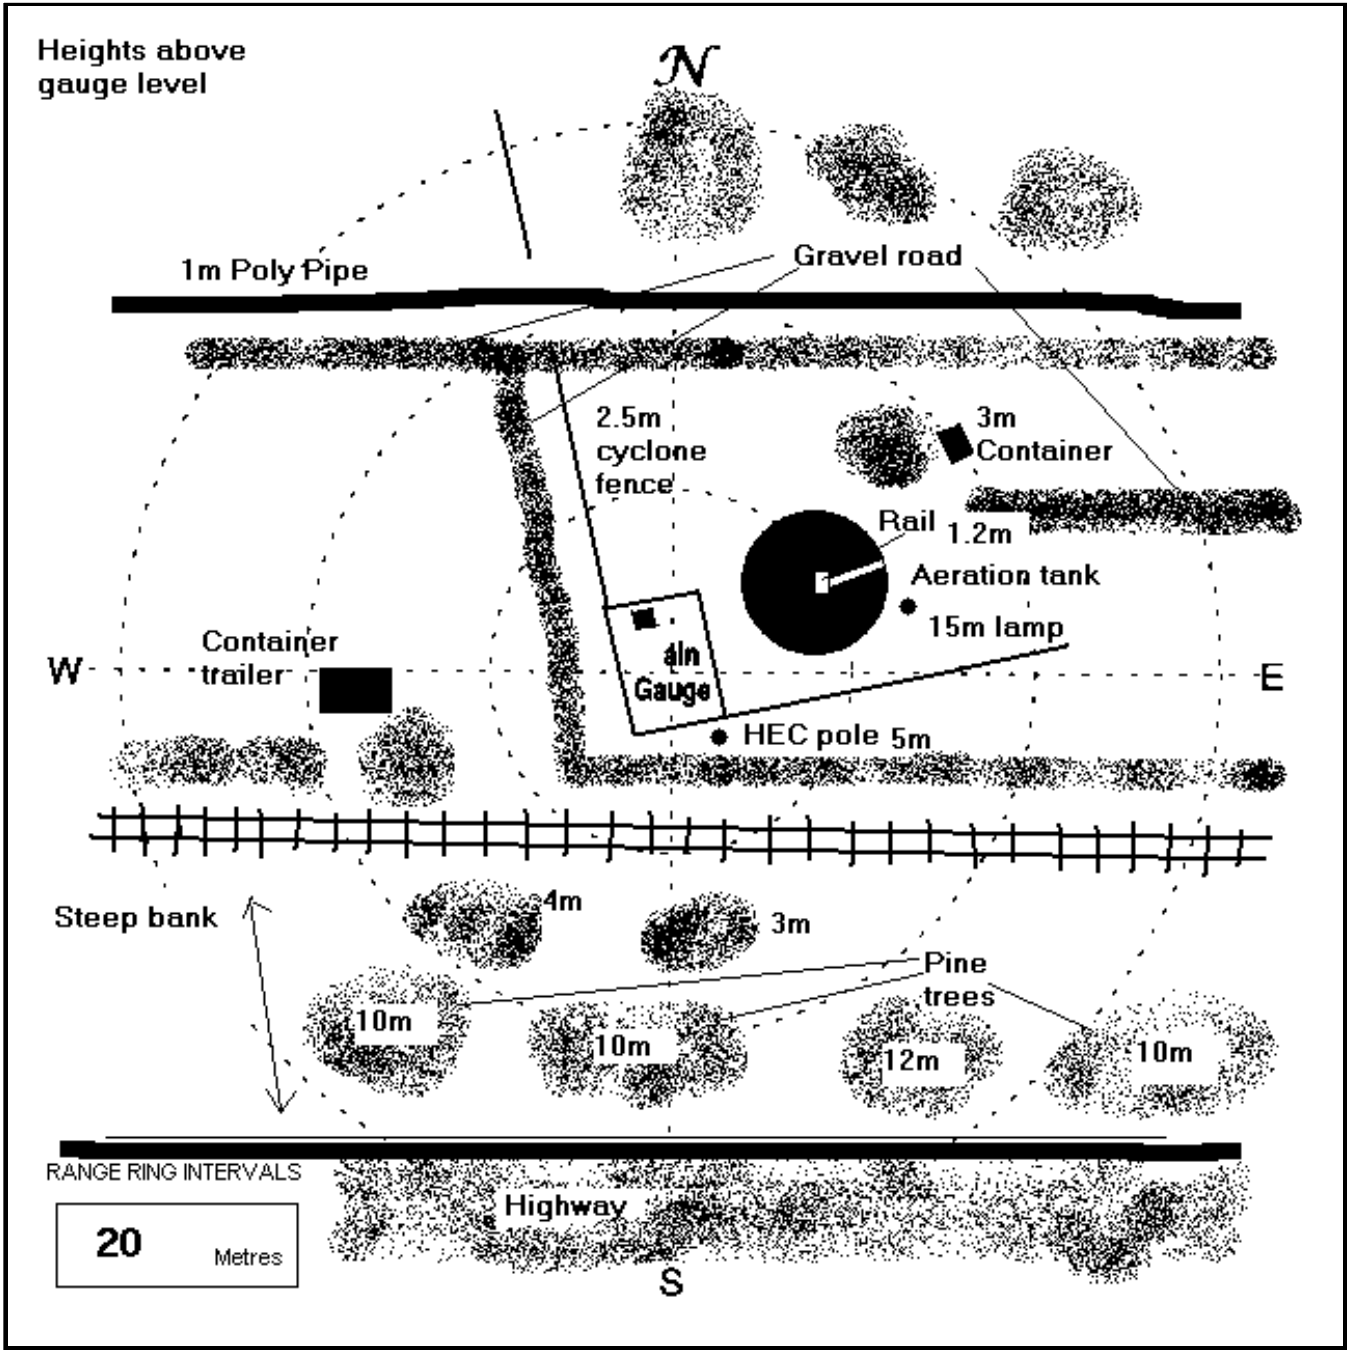 Heights above
gauge level
N
1m Poly Pipe
Gravel road
2.5m
cyclone
fence
3m
Container
Rail
1.2m
Aeration tank
15m lamp
Container
trailer
W
E
ain
Gauge
HEC pole 5m
Steep bank
4m
3m
Pine
trees
10m
10m
12m
10m
RANGE RING INTERVALS
20 Metres
Highway
S